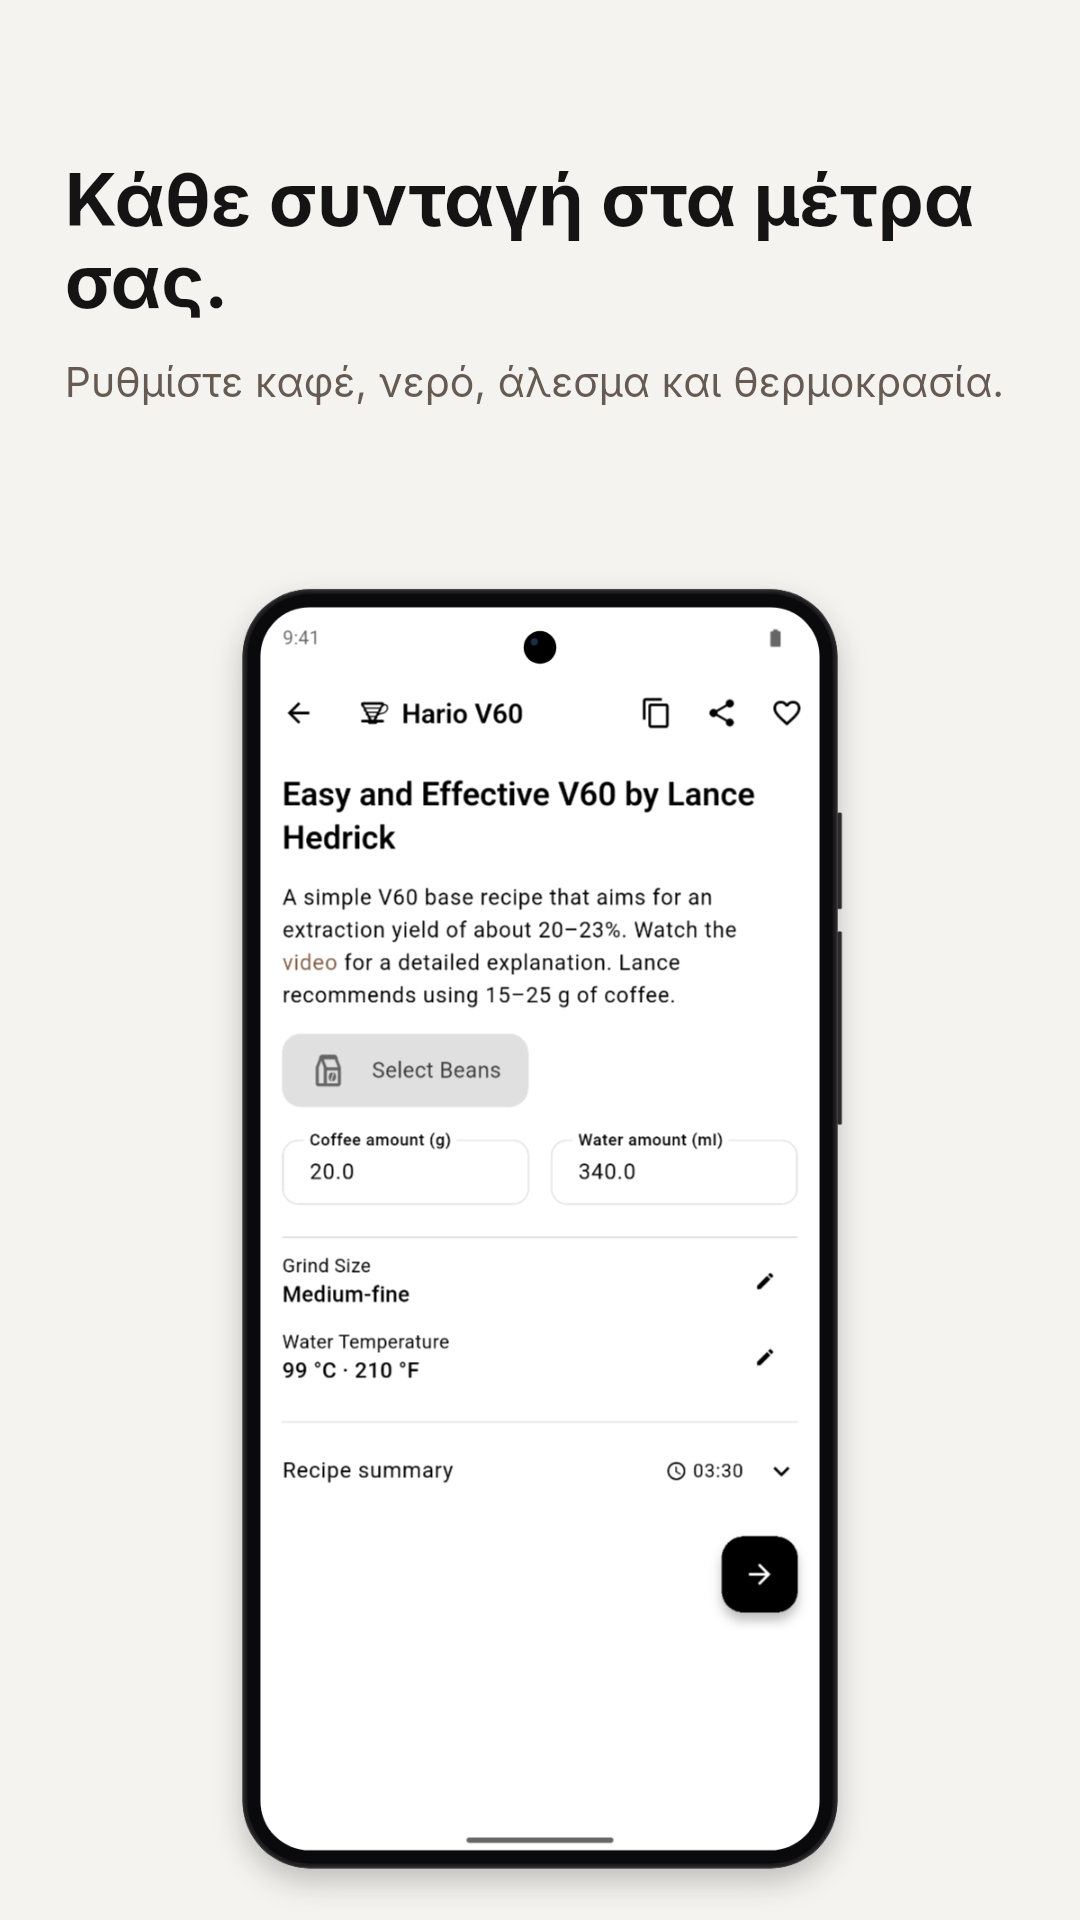 Κάθε συνταγή στα μέτρα
σας.
Ρυθμίστε καφέ, νερό, άλεσμα και θερμοκρασία.
9:41
Hario V60
Easy and Effective V60 by Lance
Hedrick
A simple V60 base recipe that aims for an
extraction yield of about 20–23%. Watch the
video for a detailed explanation. Lance
recommends using 15–25 g of coffee.
Select Beans
Coffee amount (g)
20.0
Water amount (ml)
340.0
Grind Size
Medium-fine
Water Temperature
99 °C · 210 °F
Recipe summary
03:30